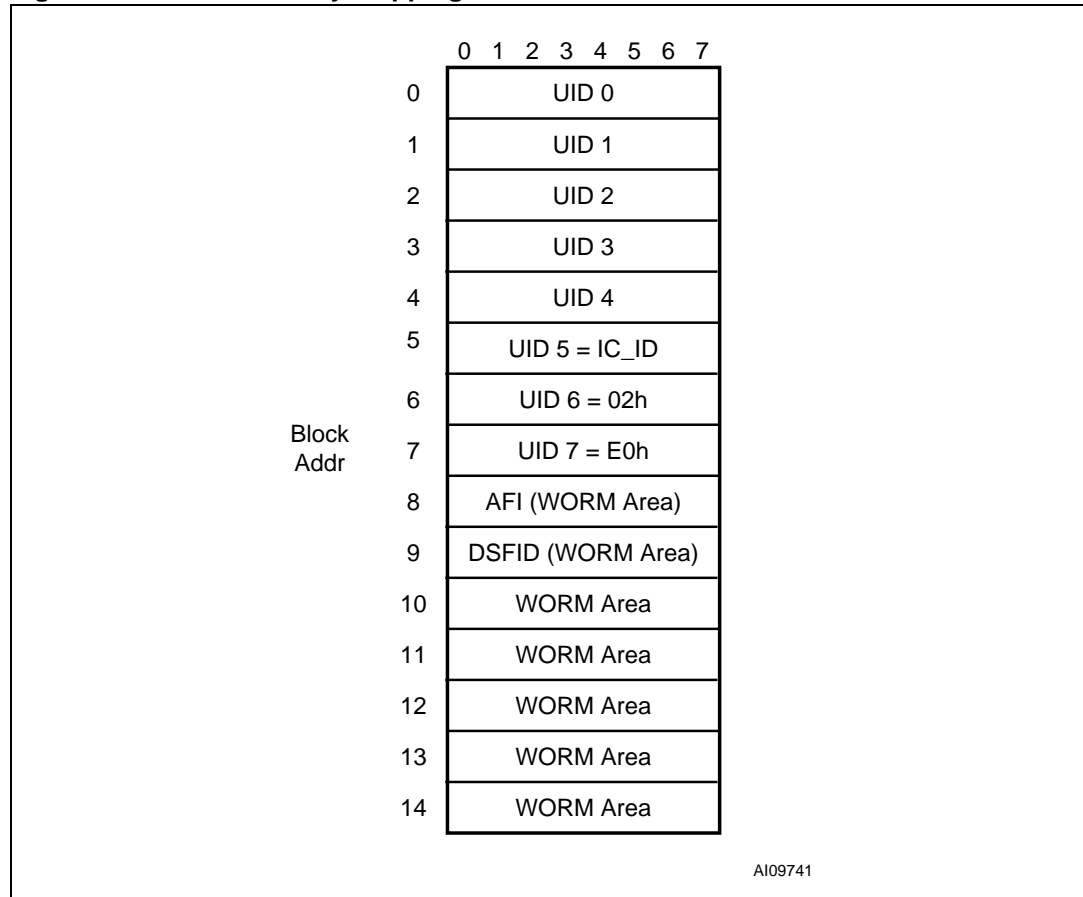 0 1 2 3 4 5 6 7
0 UID 0
1 UID 1
2 UID 2
3 UID 3
4 UID 4
5 UID 5 = IC_ID
6 UID 6 = 02h
Block
Addr
7 UID 7 = E0h
8 AFI (WORM Area)
9 DSFID (WORM Area)
10 WORM Area
11 WORM Area
12 WORM Area
13 WORM Area
14 WORM Area
AI09741